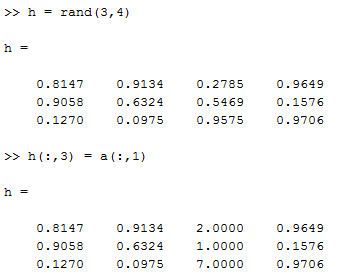 >> h = rand(3,4)
h =
0.8147 0.9134 0.2785 0.9649
0.9058 0.6324 0.5469 0.1576
0.1270 0.0975 0.9575 0.9706
>> h(:,3) = a(:,1)
h =
0.8147 0.9134 2.0000 0.9649
0.9058 0.6324 1.0000 0.1576
0.1270 0.0975 7.0000 0.9706